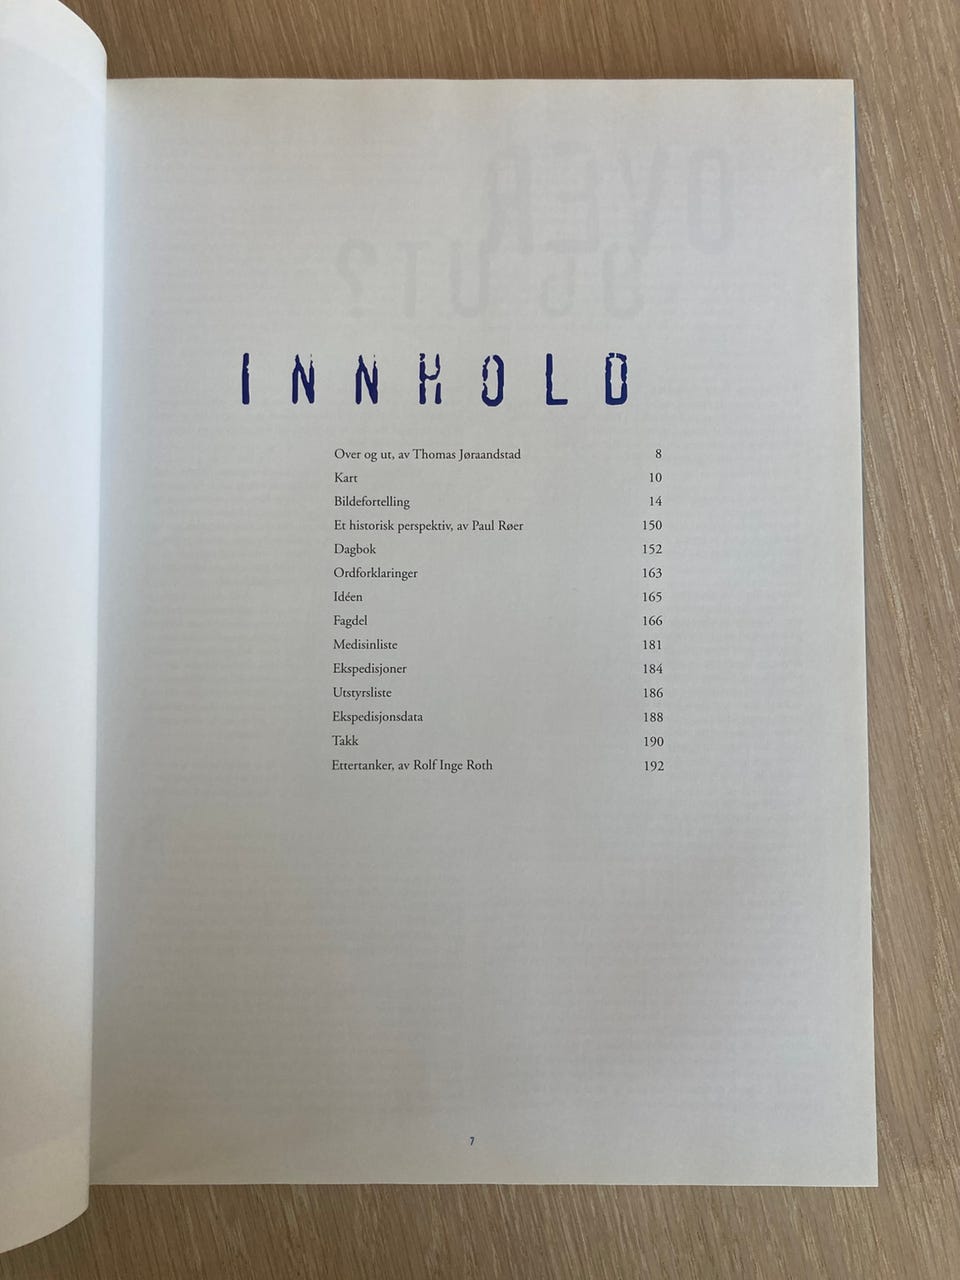 INNHOLD
Over og ut, av Thomas Jøraandstad 8
Kart 10
Bildefortelling 14
Et historisk perspektiv, av Paul Røer 150
Dagbok 152
Ordforklaringer 163
Idéen 165
Fagdel 166
Medisinliste 181
Ekspedisjoner 184
Utstyrsliste 186
Ekspedisjonsdata 188
Takk 190
Ettertanker, av Rolf Inge Roth 192
7